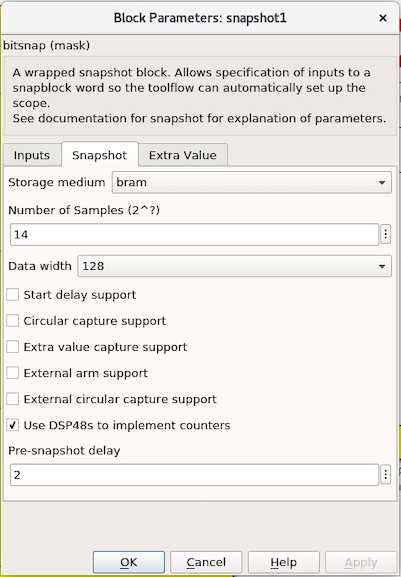 Block Parameters: snapshot1
bitsnap (mask)
A wrapped snapshot block. Allows specification of inputs to a
snapblock word so the toolflow can automatically set up the
scope.
See documentation for snapshot for explanation of parameters.
Inputs Snapshot Extra Value
Storage medium bram
Number of Samples (2^?)
14
Data width 128
Start delay support
Circular capture support
Extra value capture support
External arm support
External circular capture support
Use DSP48s to implement counters
Pre-snapshot delay
2
OK Cancel Help Apply